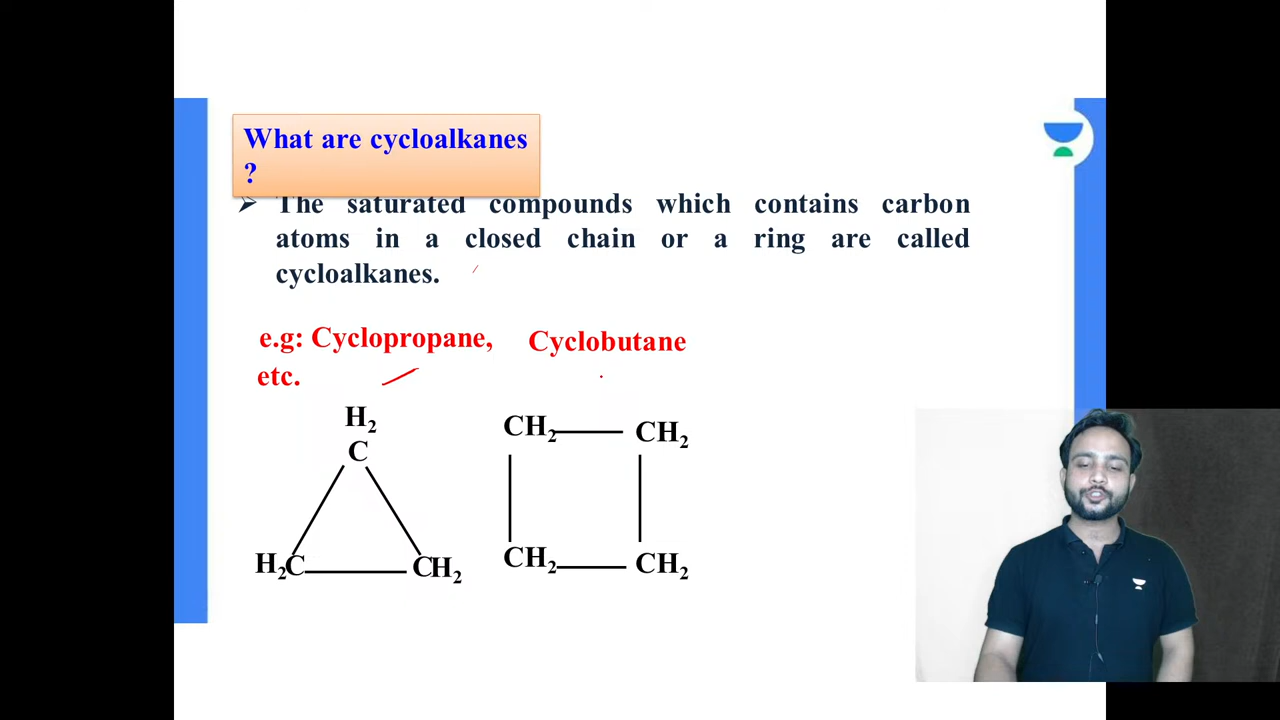 What are cycloalkanes
?
➢ The saturated compounds which contains carbon
atoms in a closed chain or a ring are called
cycloalkanes.
e.g: Cyclopropane, Cyclobutane
etc.
H₂
C
H₂C CH₂
CH₂ CH₂
CH₂ CH₂